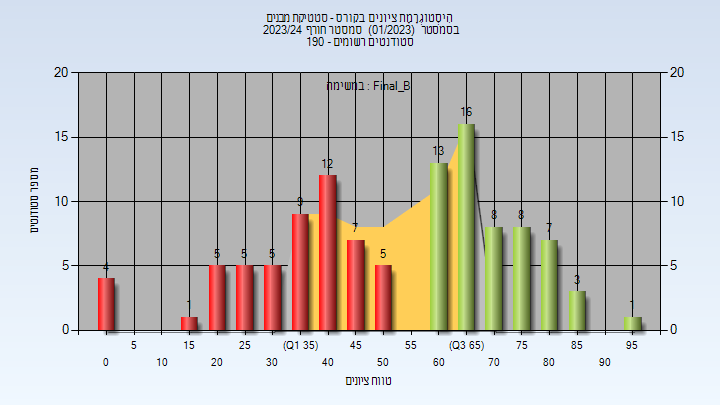 היסטוגרמת ציונים בקורס - סטטיקת מבנים
בסמסטר (01/2023) סמסטר חורף 2023/24
סטודנטים רשומים - 190
במשימה : Final_B
20 20
15 15
10 10
5 5
0 0
4 1 5 5 5 9 12 7 5 13 16 8 8 7 3 1
מספר סטודנטים
5 15 25 (Q1 35) 45 55 (Q3 65) 75 85 95
0 10 20 30 40 50 60 70 80 90
טווח ציונים